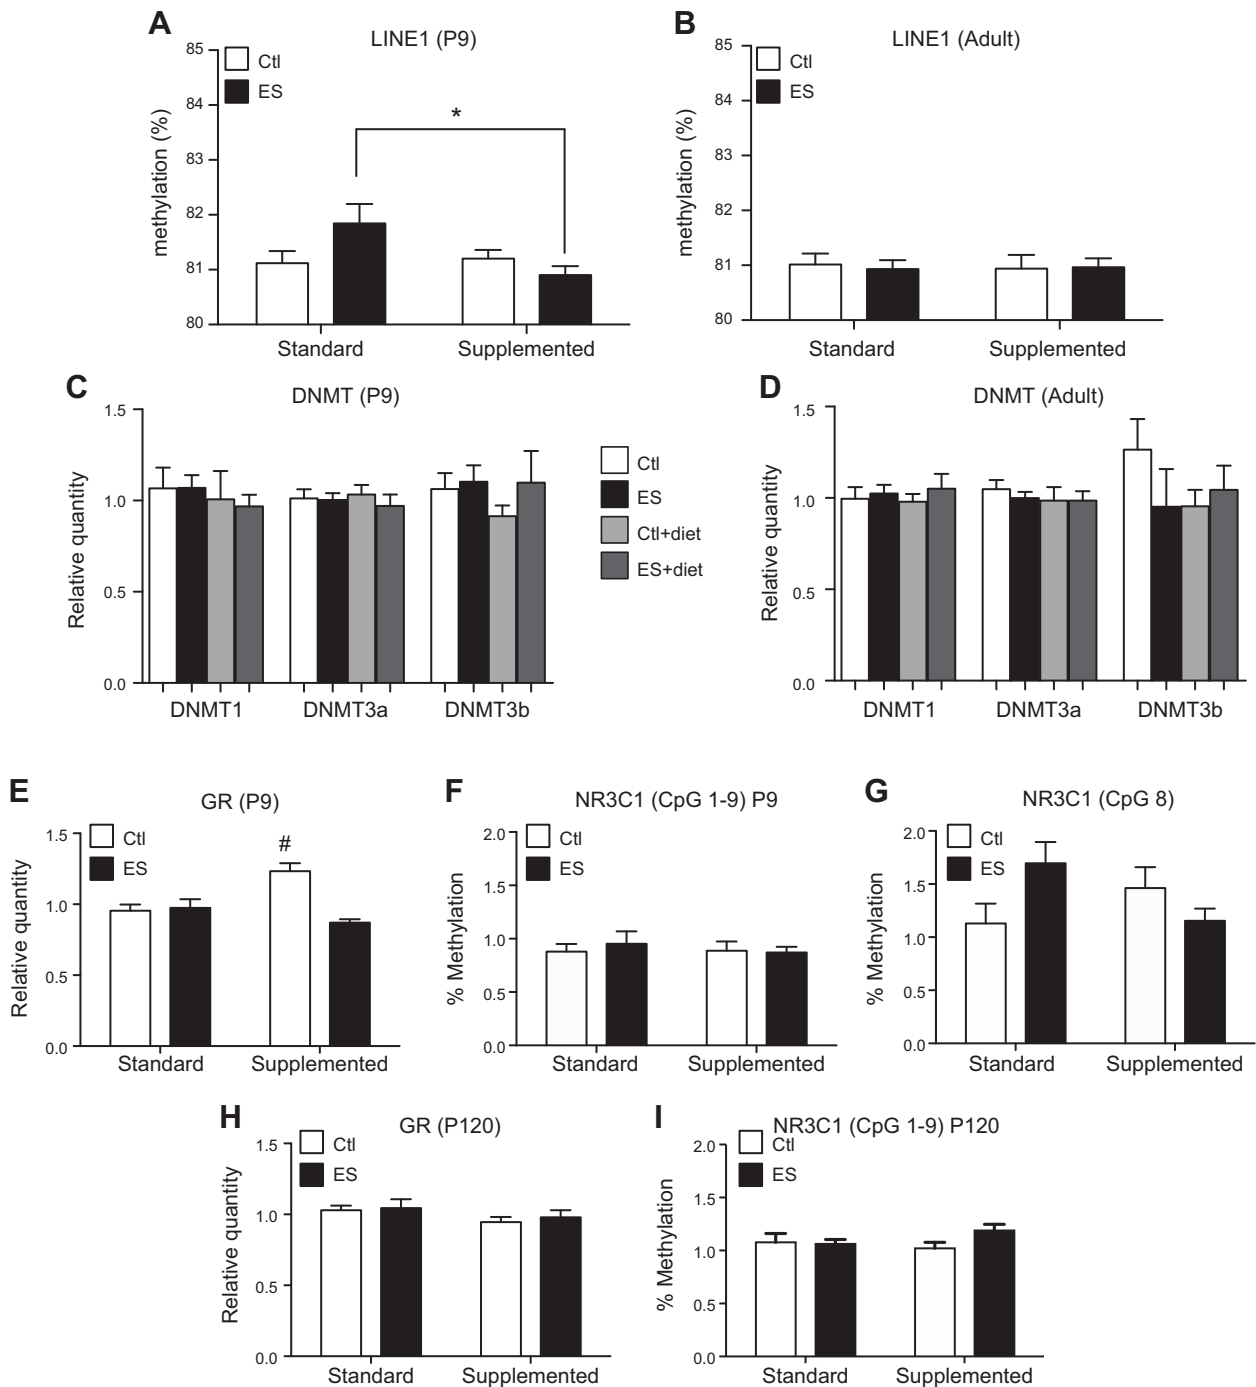 A
LINE1 (P9)
85
84
83
82
81
80
methylation (%)
Ctl
ES
*
Standard
Supplemented
B
LINE1 (Adult)
85
84
83
82
81
80
methylation (%)
Ctl
ES
Standard
Supplemented
C
DNMT (P9)
1.5
1.0
0.5
0.0
Relative quantity
DNMT1
DNMT3a
DNMT3b
Ctl
ES
Ctl+diet
ES+diet
D
DNMT (Adult)
1.5
1.0
0.5
0.0
Relative quantity
DNMT1
DNMT3a
DNMT3b
E
GR (P9)
1.5
1.0
0.5
0.0
Relative quantity
Ctl
ES
#
Standard
Supplemented
F
NR3C1 (CpG 1-9) P9
2.0
1.5
1.0
0.5
0.0
% Methylation
Ctl
ES
Standard
Supplemented
G
NR3C1 (CpG 8)
2.0
1.5
1.0
0.5
0.0
% Methylation
Ctl
ES
Standard
Supplemented
H
GR (P120)
1.5
1.0
0.5
0.0
Relative quantity
Ctl
ES
Standard
Supplemented
I
NR3C1 (CpG 1-9) P120
2.0
1.5
1.0
0.5
0.0
% Methylation
Ctl
ES
Standard
Supplemented